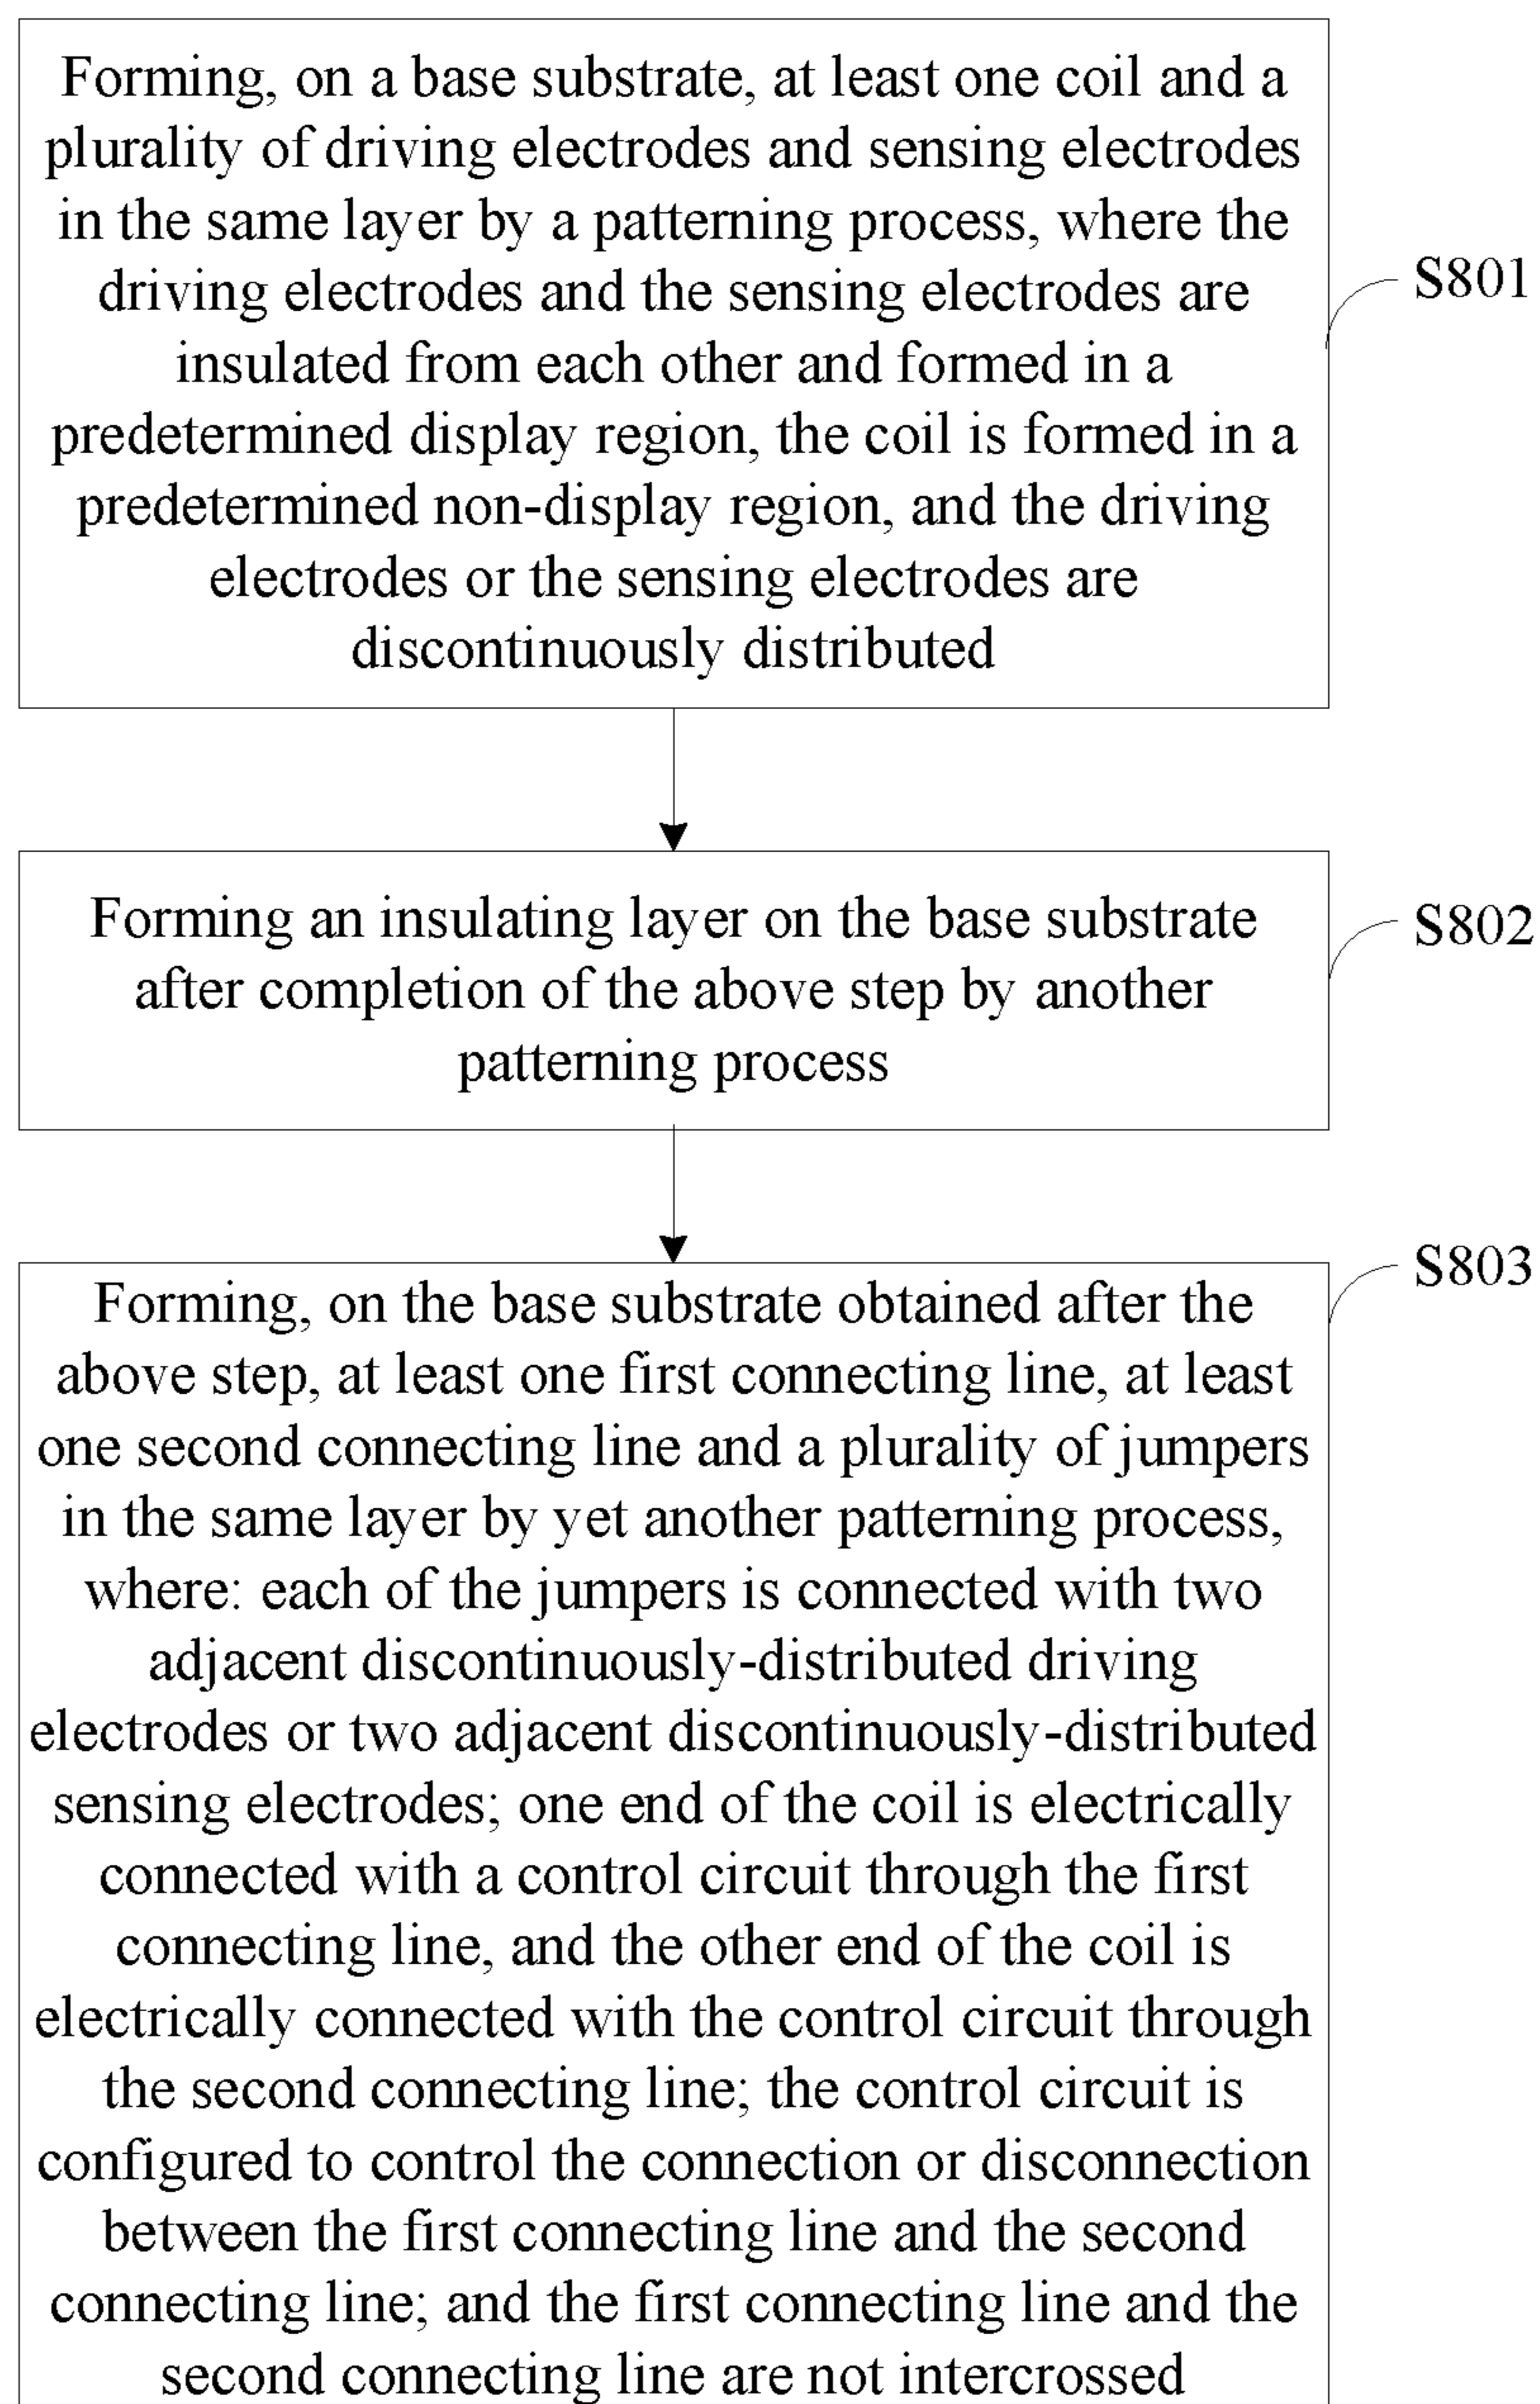 Forming, on a base substrate, at least one coil and a
plurality of driving electrodes and sensing electrodes
in the same layer by a patterning process, where the
driving electrodes and the sensing electrodes are
insulated from each other and formed in a
predetermined display region, the coil is formed in a
predetermined non-display region, and the driving
electrodes or the sensing electrodes are
discontinuously distributed
S801
Forming an insulating layer on the base substrate
after completion of the above step by another
patterning process
S802
Forming, on the base substrate obtained after the
above step, at least one first connecting line, at least
one second connecting line and a plurality of jumpers
in the same layer by yet another patterning process,
where: each of the jumpers is connected with two
adjacent discontinuously-distributed driving
electrodes or two adjacent discontinuously-distributed
sensing electrodes; one end of the coil is electrically
connected with a control circuit through the first
connecting line, and the other end of the coil is
electrically connected with the control circuit through
the second connecting line; the control circuit is
configured to control the connection or disconnection
between the first connecting line and the second
connecting line; and the first connecting line and the
second connecting line are not intercrossed
S803